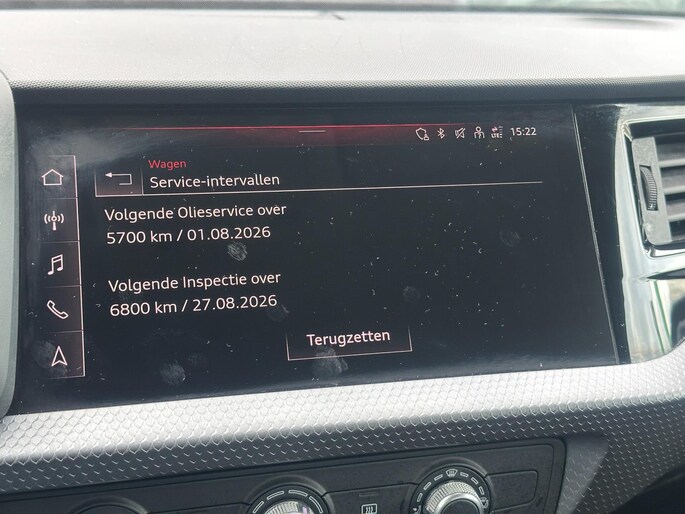 15:22
Wagen
Service-intervallen
Volgende Olieservice over
5700 km / 01.08.2026
Volgende Inspectie over
6800 km / 27.08.2026
Terugzetten